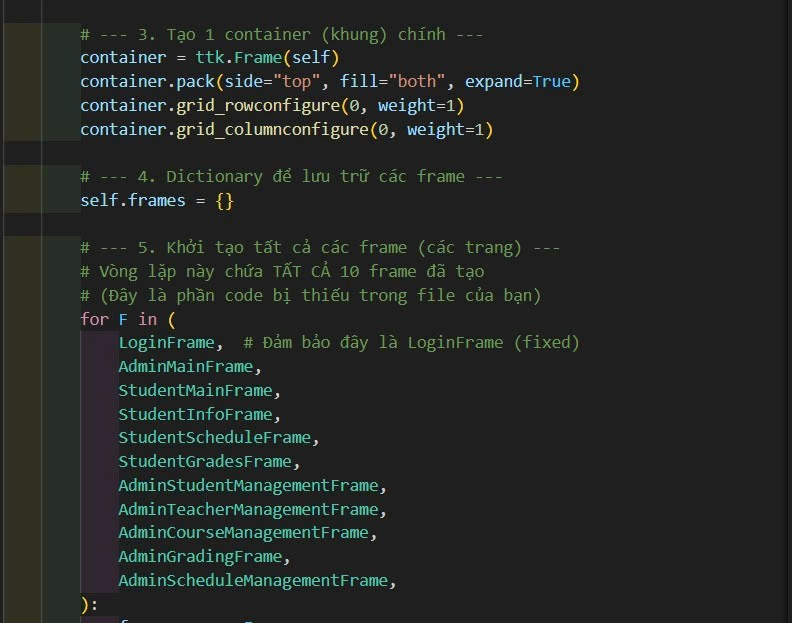 # --- 3. Tạo 1 container (khung) chính ---
container = ttk.Frame(self)
container.pack(side="top", fill="both", expand=True)
container.grid_rowconfigure(0, weight=1)
container.grid_columnconfigure(0, weight=1)
# --- 4. Dictionary để lưu trữ các frame ---
self.frames = {}
# --- 5. Khởi tạo tất cả các frame (các trang) ---
# Vòng lặp này chứa TẤT CẢ 10 frame đã tạo
# (Đây là phần code bị thiếu trong file của bạn)
for F in (
LoginFrame,  # Đảm bảo đây là LoginFrame (fixed)
AdminMainFrame,
StudentMainFrame,
StudentInfoFrame,
StudentScheduleFrame,
StudentGradesFrame,
AdminStudentManagementFrame,
AdminTeacherManagementFrame,
AdminCourseManagementFrame,
AdminGradingFrame,
AdminScheduleManagementFrame,
):